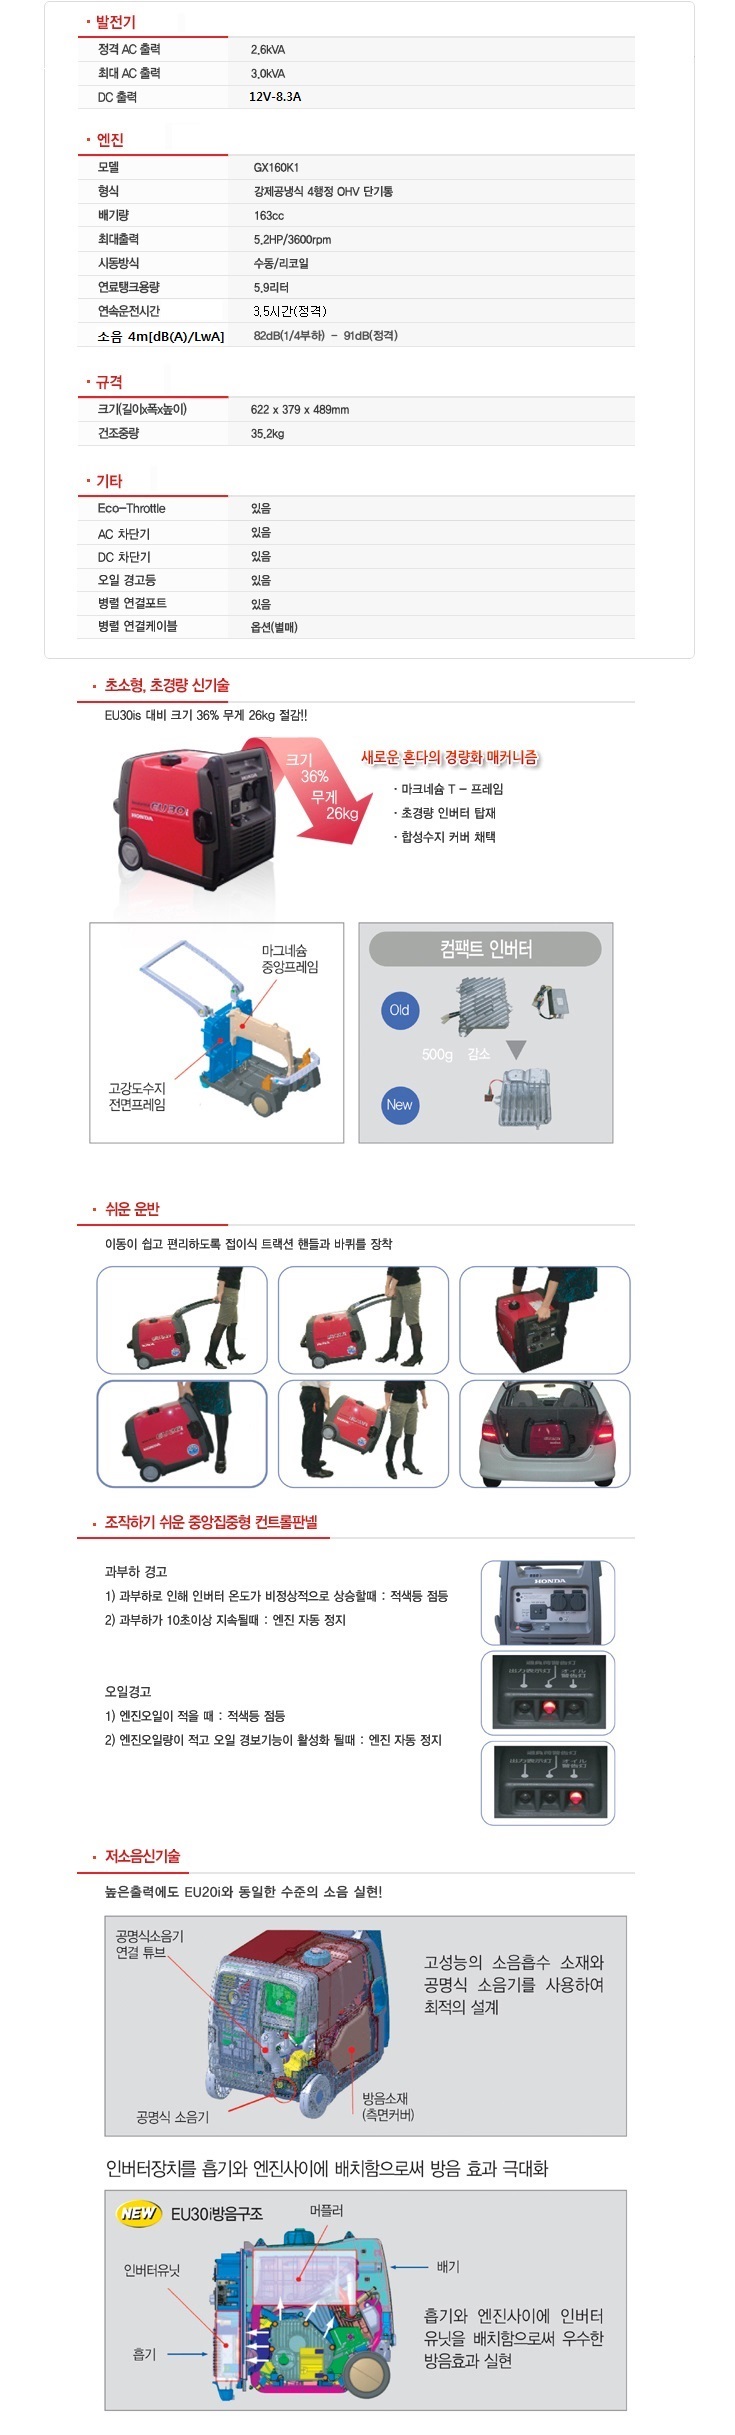 · 발전기
정격 AC 출력 2.6kVA
최대 AC 출력 3.0kVA
DC 출력 12V-8.3A
· 엔진
모델 GX160K1
형식 강제공냉식 4행정 OHV 단기통
배기량 163cc
최대출력 5.2HP/3600rpm
시동방식 수동/리코일
연료탱크용량 5.9리터
연속운전시간 3.5시간(정격)
소음 4m[dB(A)/LwA] 82dB(1/4부하) - 91dB(정격)
· 규격
크기(길이x폭x높이) 622 x 379 x 489mm
건조중량 35.2kg
· 기타
Eco-Throttle 있음
AC 차단기 있음
DC 차단기 있음
오일 경고등 있음
병렬 연결포트 있음
병렬 연결케이블 옵션(별매)
· 초소형, 초경량 신기술
EU30is 대비 크기 36% 무게 26kg 절감!!
크기
36%
무게
26kg
새로운 혼다의 경량화 매커니즘
· 마크네슘 T - 프레임
· 초경량 인버터 탑재
· 합성수지 커버 채택
HONDA
EU30i
HONDA
마그네슘
중앙프레임
고강도수지
전면프레임
컴팩트 인버터
Old
500g 감소
New
· 쉬운 운반
이동이 쉽고 편리하도록 접이식 트랙션 핸들과 바퀴를 장착
· 조작하기 쉬운 중앙집중형 컨트롤판넬
과부하 경고
1) 과부하로 인해 인버터 온도가 비정상적으로 상승할때 : 적색등 점등
2) 과부하가 10초이상 지속될때 : 엔진 자동 정지
HONDA
오일경고
1) 엔진오일이 적을 때 : 적색등 점등
2) 엔진오일량이 적고 오일 경보기능이 활성화 될때 : 엔진 자동 정지
· 저소음신기술
높은출력에도 EU20i와 동일한 수준의 소음 실현!
공명식소음기
연결 튜브
공명식 소음기
방음소재
(측면커버)
고성능의 소음흡수 소재와
공명식 소음기를 사용하여
최적의 설계
인버터장치를 흡기와 엔진사이에 배치함으로써 방음 효과 극대화
NEW EU30i방음구조
머플러
인버터유닛
배기
흡기
흡기와 엔진사이에 인버터
유닛을 배치함으로써 우수한
방음효과 실현